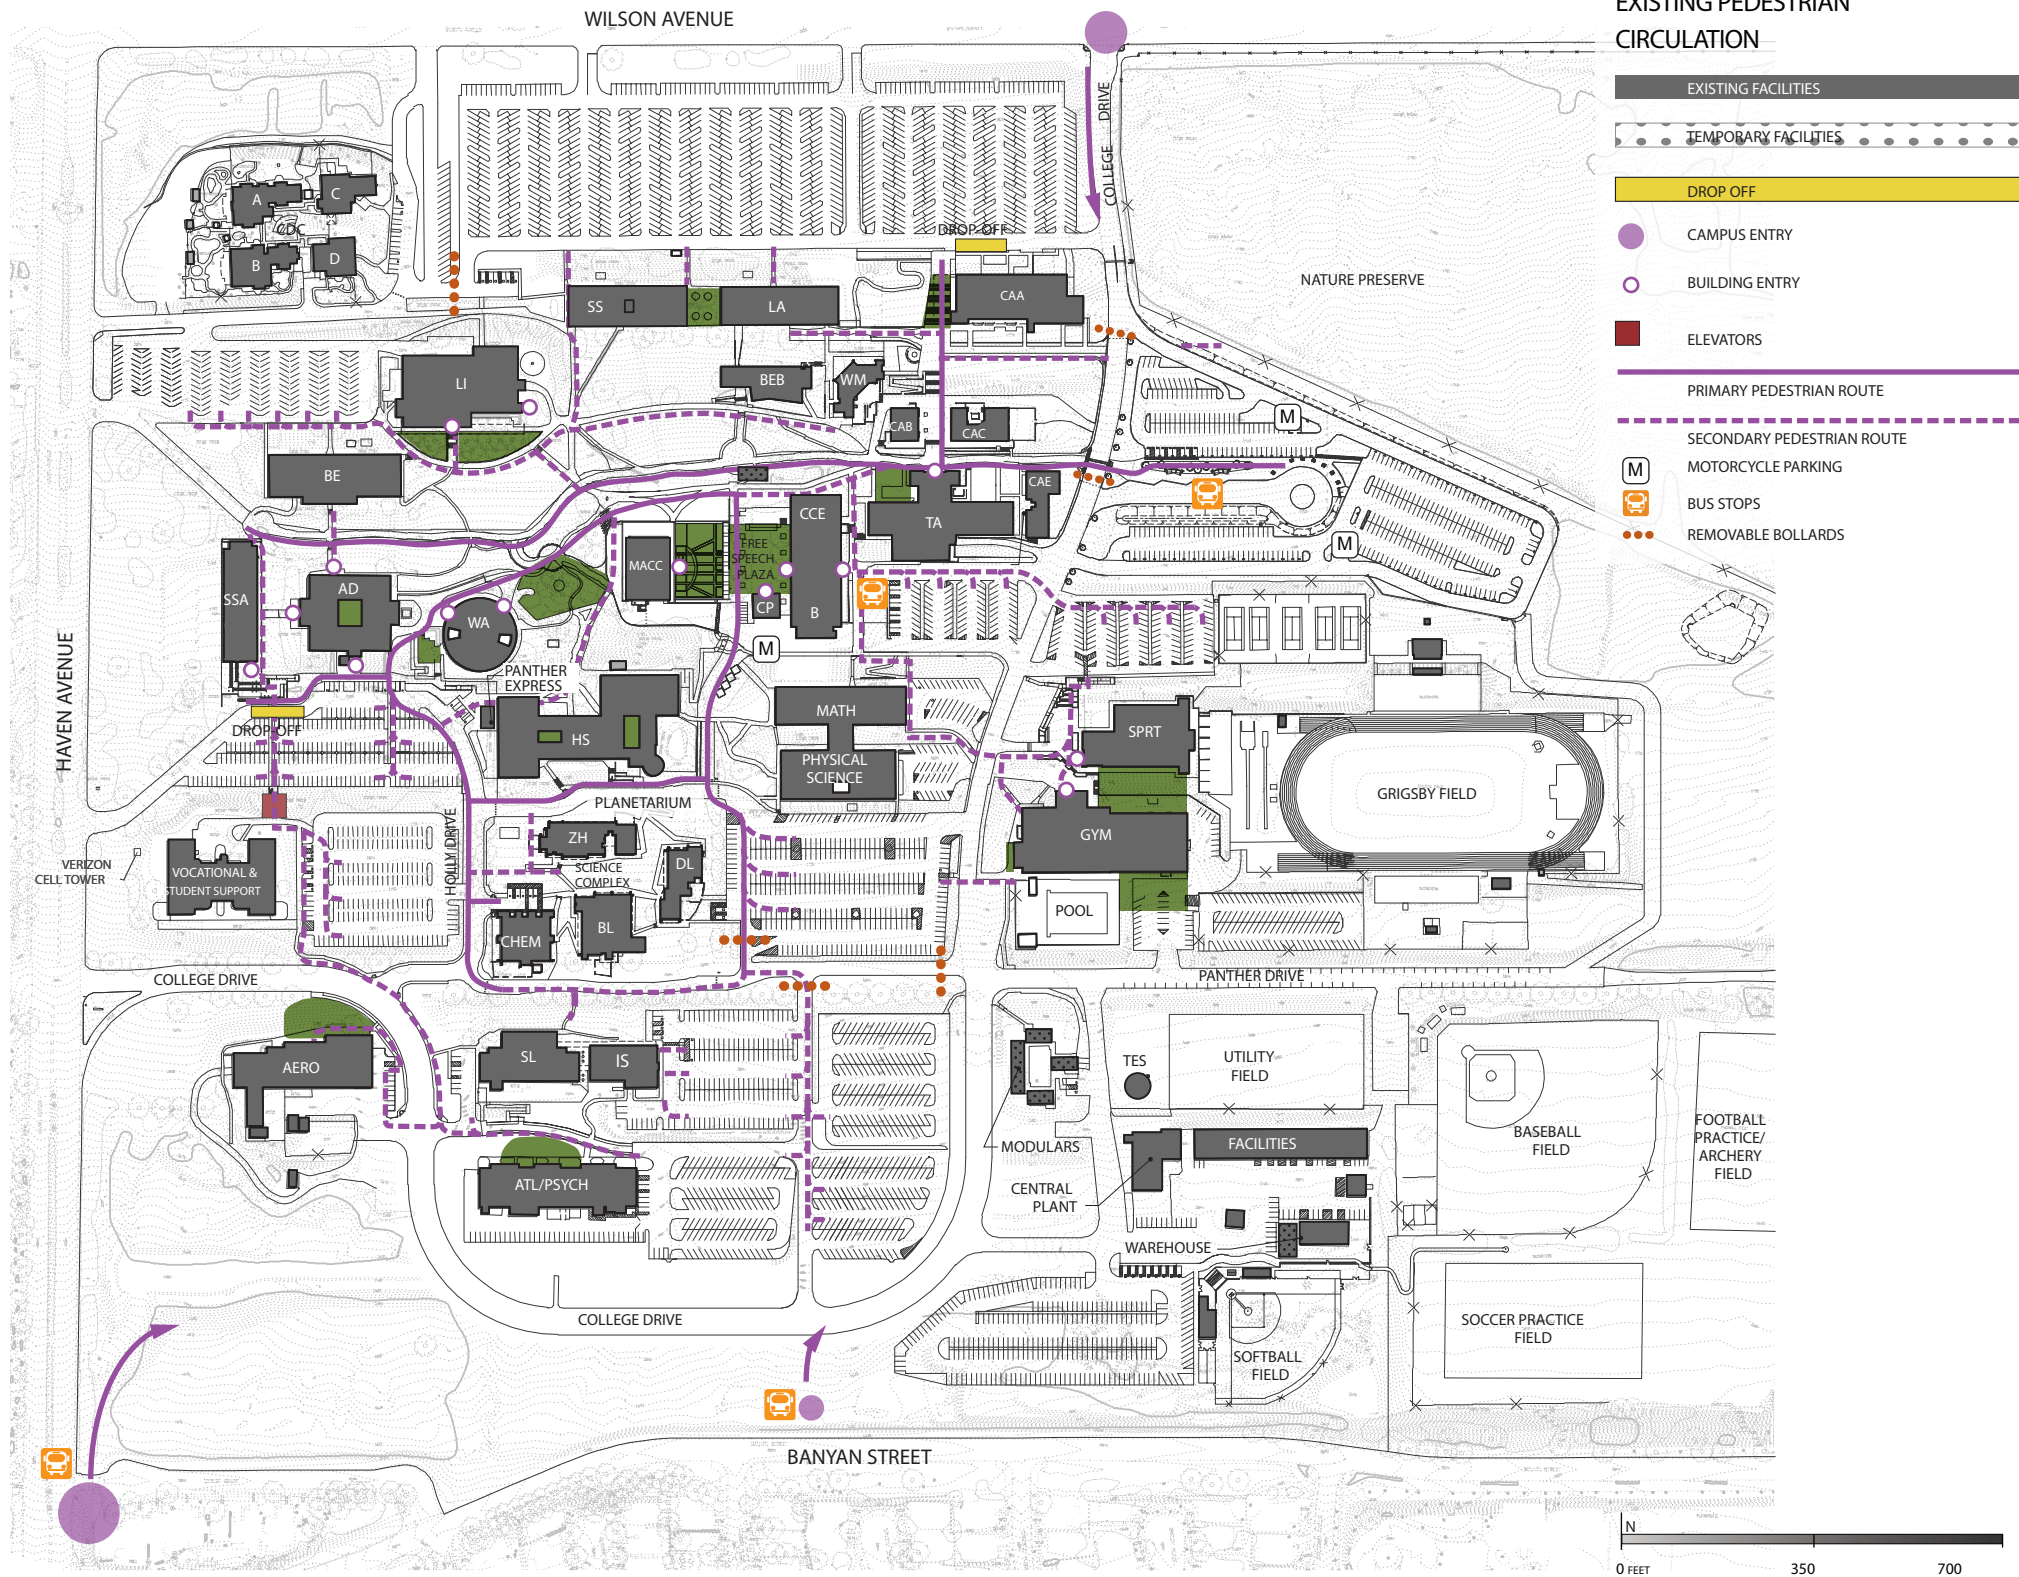 WILSON AVENUE
EXISTING PEDESTRIAN
CIRCULATION
EXISTING FACILITIES
TEMPORARY FACILITIES
DROP OFF
CAMPUS ENTRY
BUILDING ENTRY
ELEVATORS
PRIMARY PEDESTRIAN ROUTE
SECONDARY PEDESTRIAN ROUTE
M
MOTORCYCLE PARKING
BUS STOPS
REMOVABLE BOLLARDS
COLLEGE DRIVE
A
C
CDC
B
D
DROP-OFF
NATURE PRESERVE
SS
LA
CAA
LI
BEB
WM
CAB
CAC
M
BE
CAE
TA
CCE
M
FREE
SPEECH
PLAZA
MACC
CP
B
SSA
AD
WA
M
PANTHER
EXPRESS
HAVEN AVENUE
MATH
SPRT
DROP-OFF
HS
PHYSICAL
SCIENCE
GRIGSBY FIELD
PLANETARIUM
HOLLY DRIVE
ZH
GYM
VERIZON
CELL TOWER
VOCATIONAL &
STUDENT SUPPORT
SCIENCE
COMPLEX
DL
POOL
CHEM
BL
COLLEGE DRIVE
PANTHER DRIVE
AERO
SL
IS
TES
UTILITY
FIELD
MODULARS
FACILITIES
BASEBALL
FIELD
FOOTBALL
PRACTICE/
ARCHERY
FIELD
ATL/PSYCH
CENTRAL
PLANT
WAREHOUSE
COLLEGE DRIVE
SOCCER PRACTICE
FIELD
SOFTBALL
FIELD
BANYAN STREET
N
0 FEET
350
700